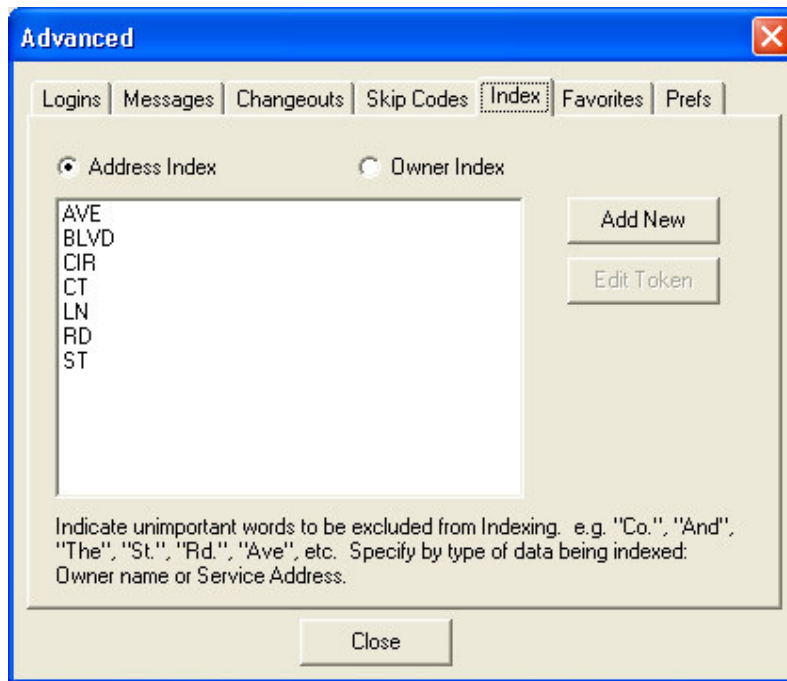 Advanced
Logins Messages Changeouts Skip Codes Index Favorites Prefs
Address Index Owner Index
AVE
BLVD
CIR
CT
LN
RD
ST
Add New
Edit Token
Indicate unimportant words to be excluded from Indexing. e.g. "Co.", "And",
"The", "St.", "Rd.", "Ave", etc. Specify by type of data being indexed:
Owner name or Service Address.
Close